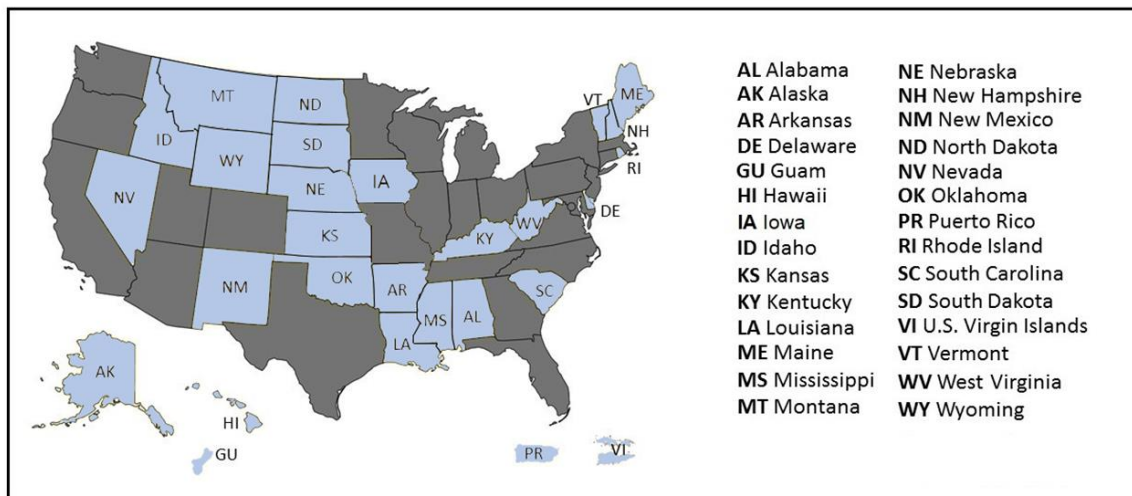 MT
ND
ID
WY
SD
NV
NE
IA
KS
NM
OK
AR
LA
MS
AL
KY
WV
SC
VT
ME
NH
RI
DE
AK
HI
GU
PR
VI
AL Alabama
AK Alaska
AR Arkansas
DE Delaware
GU Guam
HI Hawaii
IA Iowa
ID Idaho
KS Kansas
KY Kentucky
LA Louisiana
ME Maine
MS Mississippi
MT Montana
NE Nebraska
NH New Hampshire
NM New Mexico
ND North Dakota
NV Nevada
OK Oklahoma
PR Puerto Rico
RI Rhode Island
SC South Carolina
SD South Dakota
VI U.S. Virgin Islands
VT Vermont
WV West Virginia
WY Wyoming